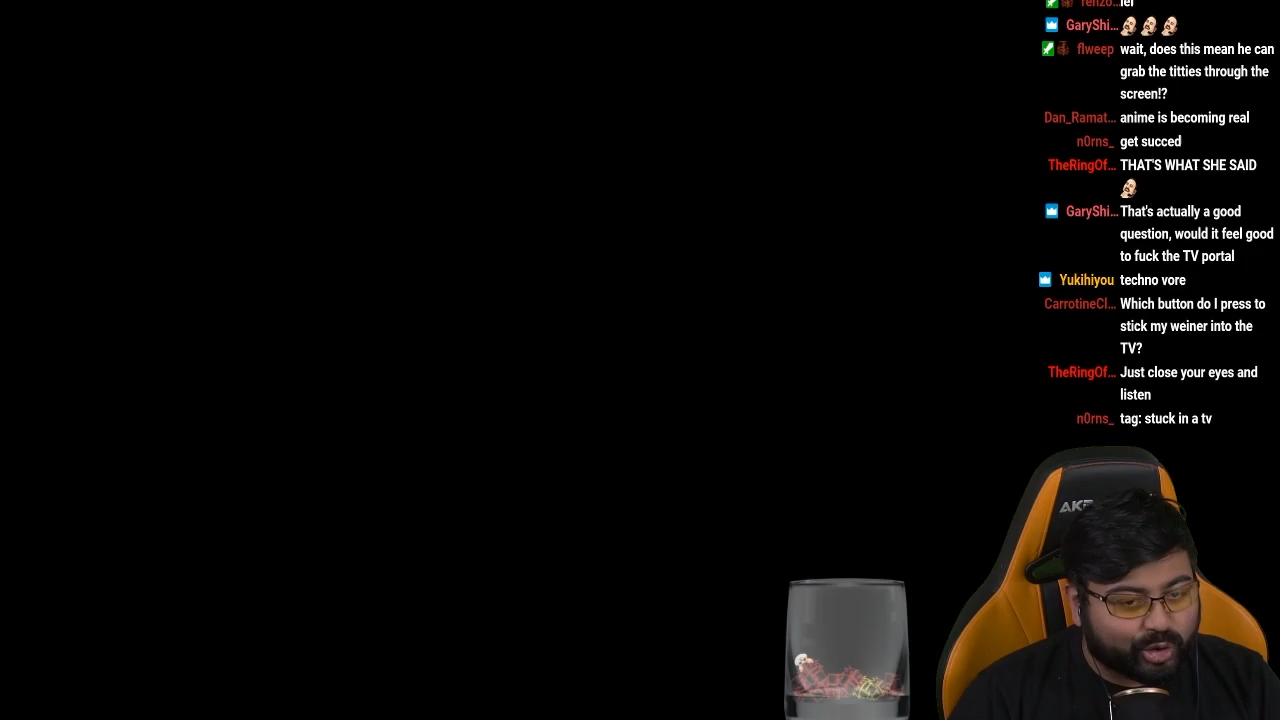 renzo... lel
GaryShi...
flweep wait, does this mean he can
grab the titties through the
screen!?
Dan_Ramat... anime is becoming real
n0rns_ get succed
TheRingOf... THAT'S WHAT SHE SAID
GaryShi... That's actually a good
question, would it feel good
to fuck the TV portal
Yukihiyou techno vore
CarrotineCl... Which button do I press to
stick my weiner into the
TV?
TheRingOf... Just close your eyes and
listen
n0rns_ tag: stuck in a tv